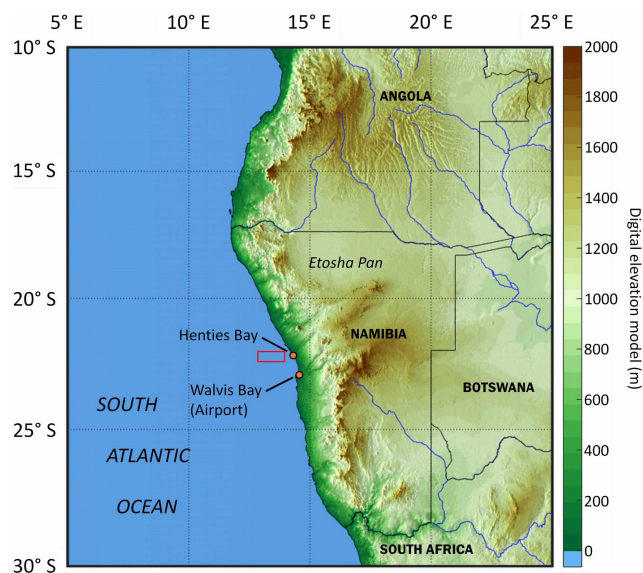 5° E 10° E 15° E 20° E 25° E
10° S
15° S
20° S
25° S
30° S
ANGOLA
Etosha Pan
Henties Bay
NAMIBIA
Walvis Bay
(Airport)
BOTSWANA
SOUTH
ATLANTIC
OCEAN
SOUTH AFRICA
2000
1800
1600
1400
1200
1000
800
600
400
200
0
Digital elevation model (m)